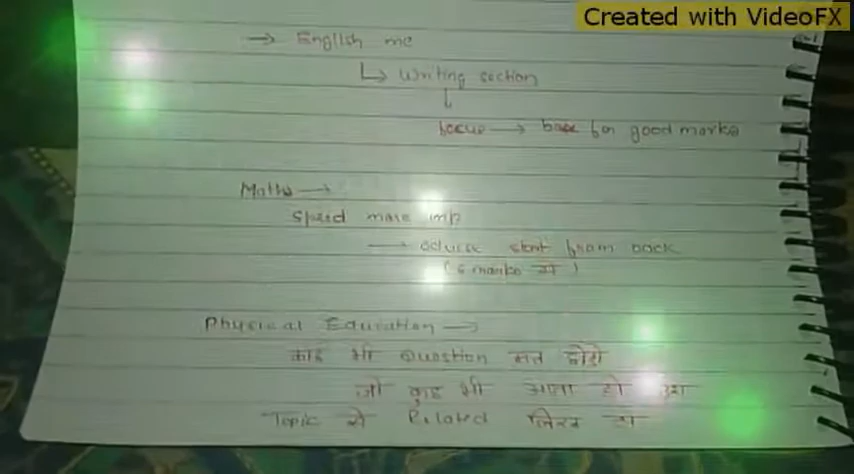 Created with VideoFX
→ English me
↳ Writing section
↓
focus → base for good marks
Maths →
Speed more imp
→ advise start from back
(6 marks से)
Physical Education →
कोई भी Question मत छोड़ो
जो कुछ भी आता हो उस
Topic से Related लिख दो